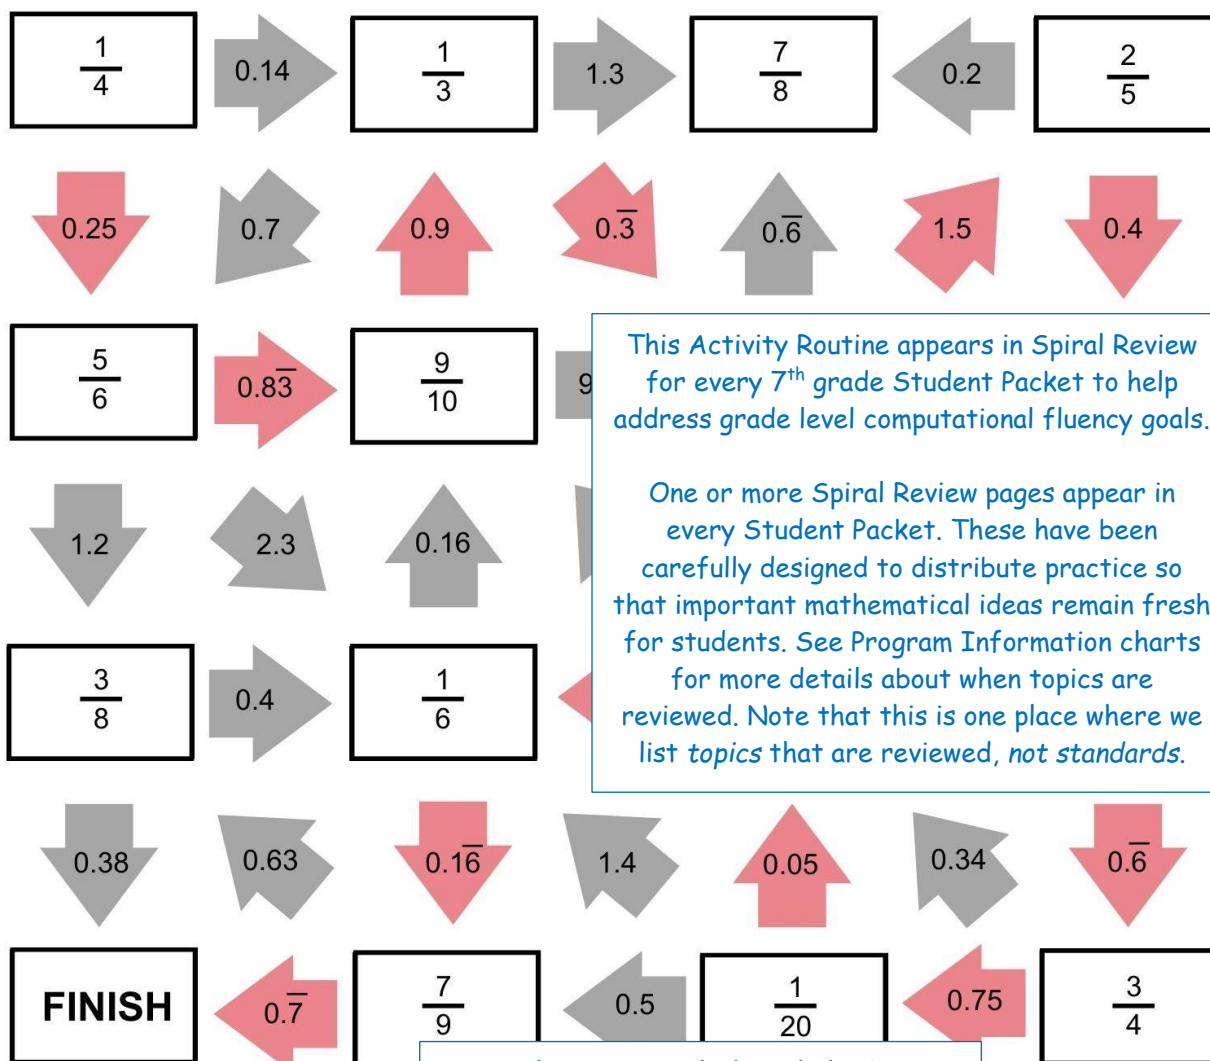 1/4 0.14 1/3 1.3 7/8 0.2 2/5
0.25 0.7 0.9 0.3̅ 0.6̅ 1.5 0.4
5/6 0.83̅ 9/10 9
1.2 2.3 0.16
3/8 0.4 1/6
This Activity Routine appears in Spiral Review
for every 7th grade Student Packet to help
address grade level computational fluency goals.
One or more Spiral Review pages appear in
every Student Packet. These have been
carefully designed to distribute practice so
that important mathematical ideas remain fresh
for students. See Program Information charts
for more details about when topics are
reviewed. Note that this is one place where we
list topics that are reviewed, not standards.
0.38 0.63 0.16̅ 1.4 0.05 0.34 0.6̅
FINISH 0.7̅ 7/9 0.5 1/20 0.75 3/4